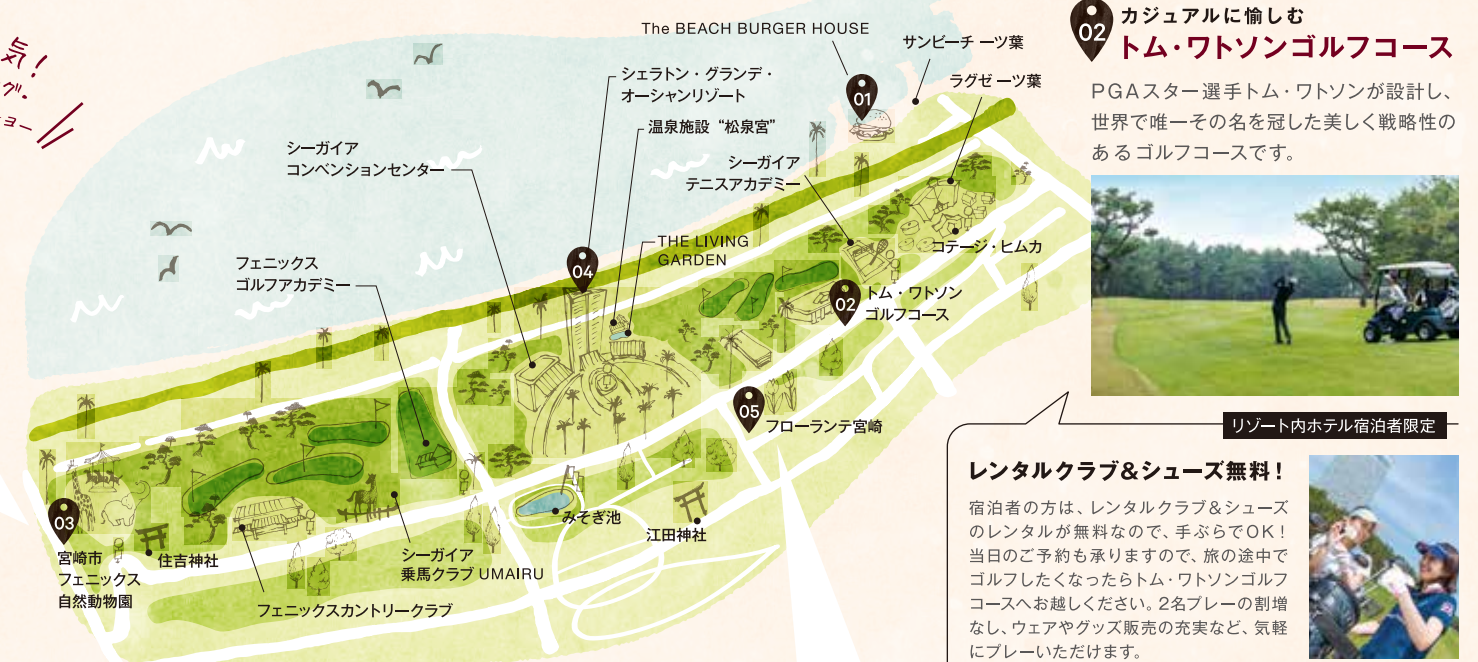 気！
グ.
ョー
The BEACH BURGER HOUSE
サンビーチ 一ツ葉
シェラトン・グランデ・
オーシャンリゾート
01
ラグゼ 一ツ葉
温泉施設 “松泉宮”
シーガイア
コンベンションセンター
シーガイア
テニスアカデミー
THE LIVING
GARDEN
コテージ・ヒムカ
フェニックス
ゴルフアカデミー
04
02
トム・ワトソン
ゴルフコース
05
フローランテ宮崎
03
みそぎ池
江田神社
宮崎市
フェニックス
自然動物園
住吉神社
シーガイア
乗馬クラブ UMAIRU
フェニックスカントリークラブ
02
カジュアルに愉しむ
トム・ワトソンゴルフコース
PGAスター選手トム・ワトソンが設計し、
世界で唯一その名を冠した美しく戦略性の
あるゴルフコースです。
リゾート内ホテル宿泊者限定
レンタルクラブ&シューズ無料！
宿泊者の方は、レンタルクラブ&シューズ
のレンタルが無料なので、手ぶらでOK！
当日のご予約も承りますので、旅の途中で
ゴルフしたくなったらトム・ワトソンゴルフ
コースへお越しください。2名プレーの割増
なし、ウェアやグッズ販売の充実など、気軽
にプレーいただけます。